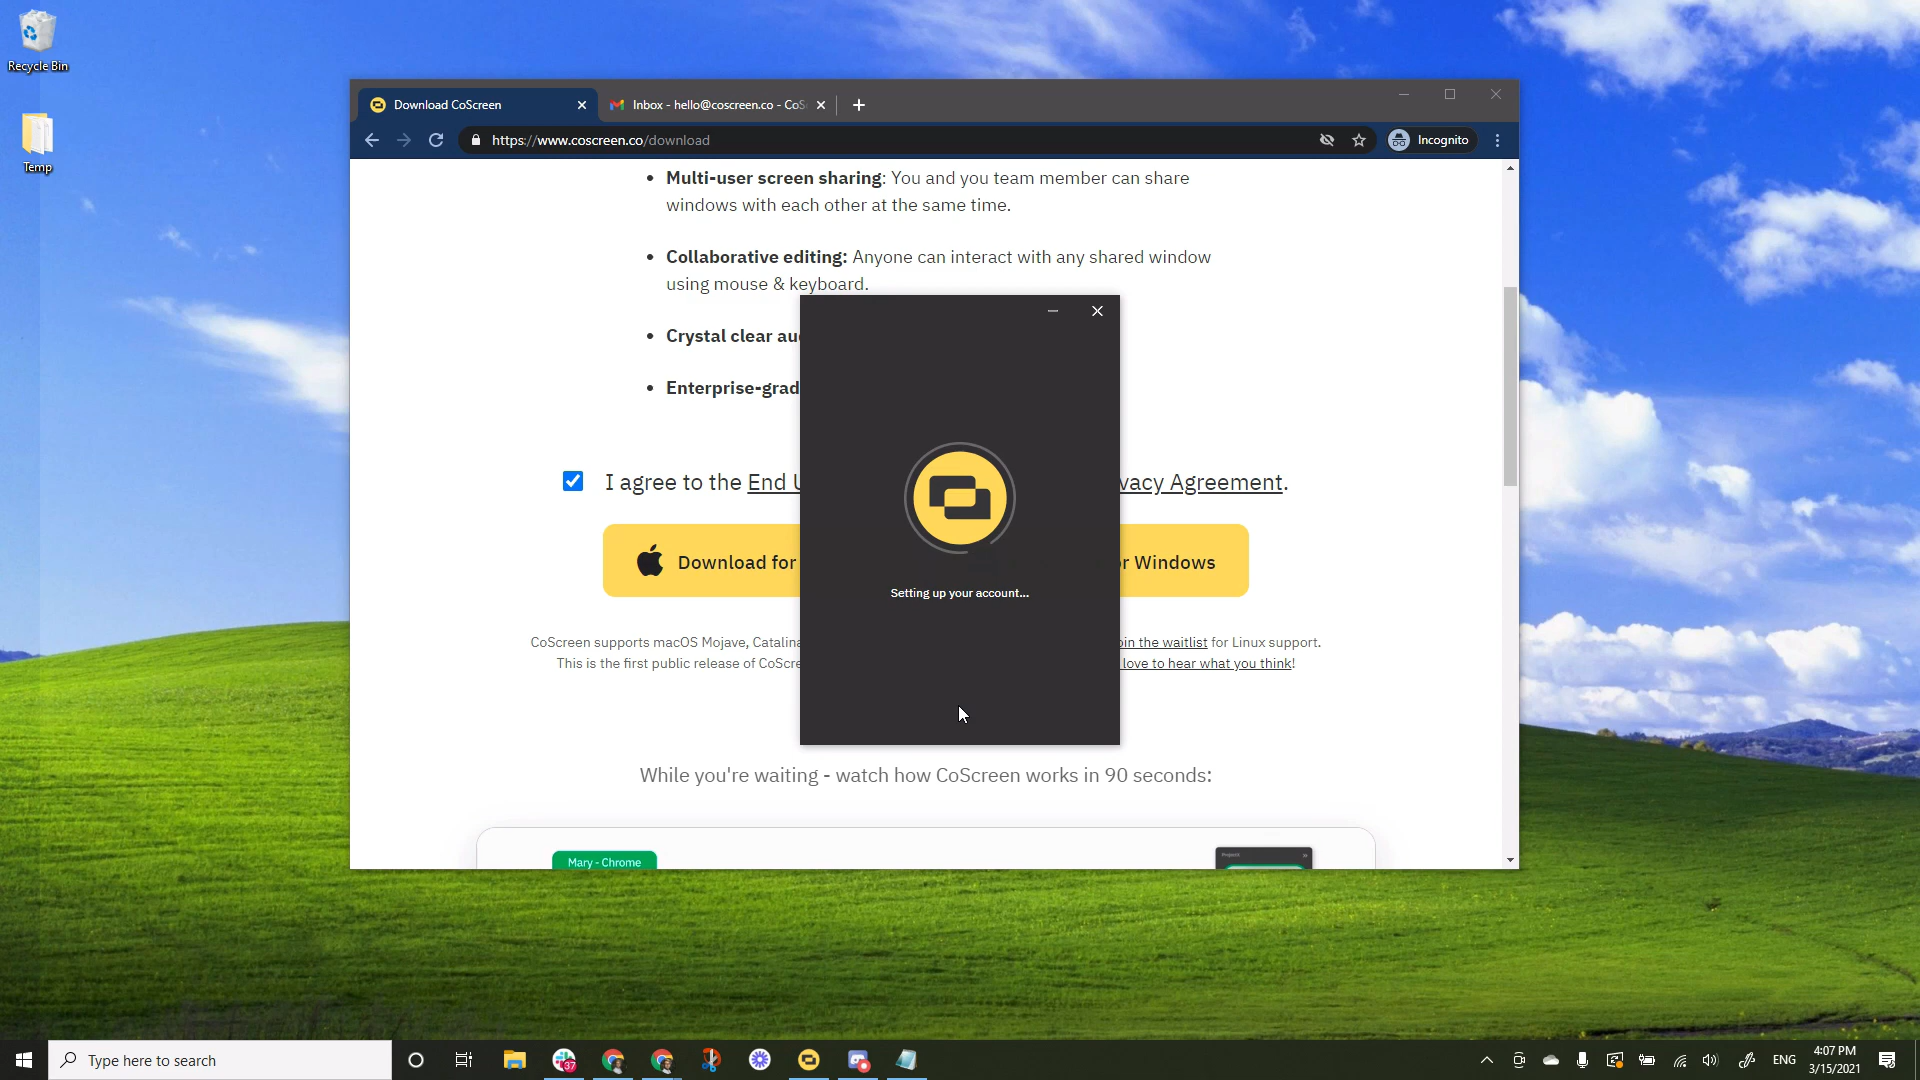 Recycle Bin
Temp
Download CoScreen
Inbox - hello@coscreen.co - CoS
https://www.coscreen.co/download
Incognito
• Multi-user screen sharing: You and you team member can share
windows with each other at the same time.
• Collaborative editing: Anyone can interact with any shared window
using mouse & keyboard.
• Crystal clear au
• Enterprise-grad
I agree to the End U
vacy Agreement.
Download for
or Windows
Setting up your account...
CoScreen supports macOS Mojave, Catalina
oin the waitlist for Linux support.
This is the first public release of CoScre
love to hear what you think!
While you're waiting - watch how CoScreen works in 90 seconds:
Mary - Chrome
Type here to search
37
ENG
4:07 PM
3/15/2021